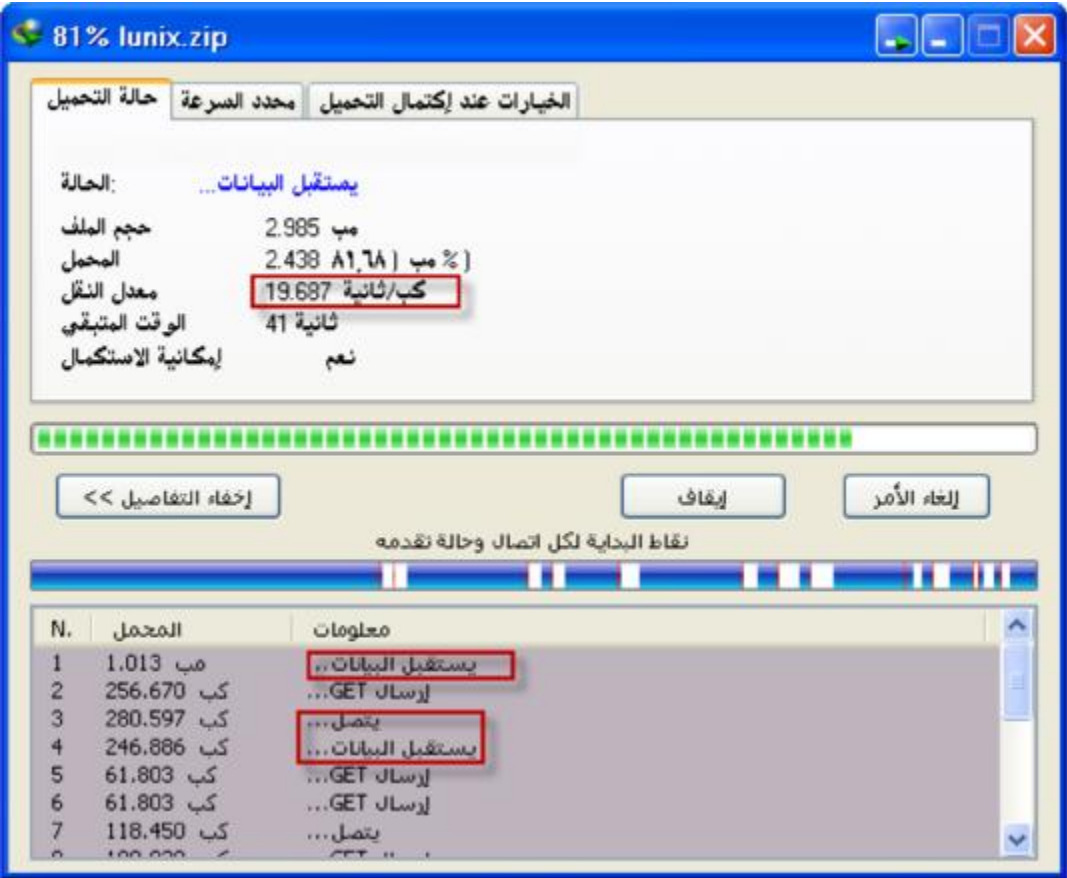 81% lunix.zip
حالة التحميل محدد السرعة الخيارات عند إكتمال التحميل
الحالة: يستقبل البيانات...
حجم الملف 2.985 مب
المحمل 2.438 مب ( ٨١,٦٨ % )
معدل النقل 19.687 كب/ثانية
الوقت المتبقي 41 ثانية
إمكانية الاستكمال نعم
إخفاء التفاصيل >> إيقاف إلغاء الأمر
نقاط البداية لكل اتصال وحالة تقدمه
N. المحمل معلومات
1 1.013 مب يستقبل البيانات...
2 256.670 كب إرسال GET...
3 280.597 كب يتصل...
4 246.886 كب يستقبل البيانات...
5 61.803 كب إرسال GET...
6 61.803 كب إرسال GET...
7 118.450 كب يتصل...